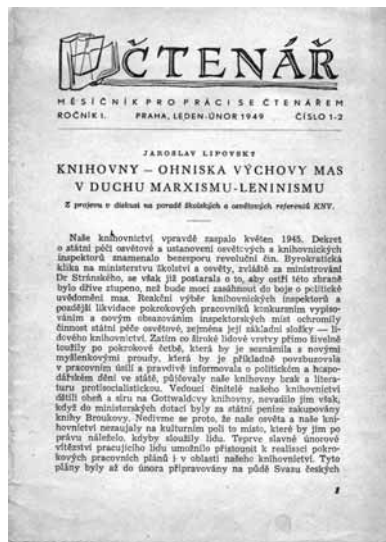 ČTENÁŘ
MĚSÍČNÍK PRO PRÁCI SE ČTENÁŘEM
ROČNÍK I. PRAHA, LEDEN-ÚNOR 1949 ČÍSLO 1-2
JAROSLAV LIPOVSKÝ
KNIHOVNY — OHNISKA VÝCHOVY MAS
V DUCHU MARXISMU-LENINISMU
Z projevu v diskusi na poradě školských a osvětových referentů KNV.
Naše knihovnictví vpravdě zaspalo květen 1945. Dekret
o státní péči osvětové a ustanovení osvětových a knihovnických
inspektorů znamenalo bezesporu revoluční čin. Byrokratická
klika na ministerstvu školství a osvěty, zvláště za ministrování
Dr Stránského, se však již postarala o to, aby ostří této zbraně
bylo dříve ztupeno, než bude moci zasáhnout do boje o politické
uvědomění mas. Reakční výběr knihovnických inspektorů a
pozdější likvidace pokrokových pracovníků konkursním vypiso-
váním a novým obsazováním inspektorských míst ochromily
činnost státní péče osvětové, zejména její základní složky — li-
dového knihovnictví. Zatím co široké lidové vrstvy přímo živelně
toužily po pokrokové četbě, která by je seznámila s novými
myšlenkovými proudy, která by je příkladně povzbuzovala
v pracovním úsilí a pravdivě informovala o politickém a hospo-
dářském dění ve státě, půjčovaly naše knihovny brak a litera-
turu protisocialistickou. Vedoucí činitelé našeho knihovnictví
dštili oheň a síru na Gottwaldovy knihovny, nevadilo jim však,
když do ministerských dotací byly za státní peníze zakupovány
knihy Broukovy. Nedivme se proto, že naše osvěta a naše kni-
hovnictví nezaujaly na kulturním poli to místo, které by jim po
právu náleželo, kdyby sloužily lidu. Teprve slavné únorové
vítězství pracujícího lidu umožnilo přistoupit k realisaci pokro-
kových pracovních plánů i v oblasti našeho knihovnictví. Tyto
plány byly až do února připravovány na půdě Svazu českých
1